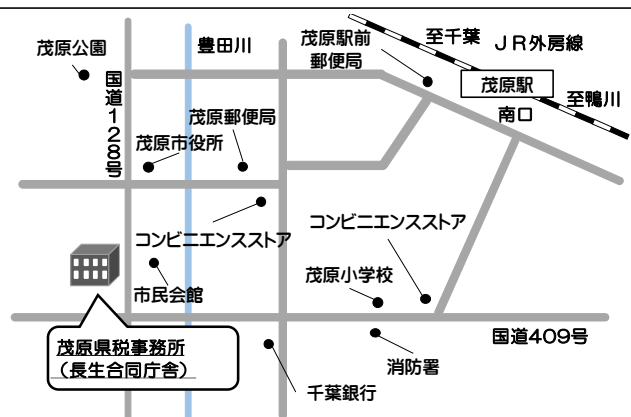 茂原公園
豊田川
茂原駅前
郵便局
至千葉
ＪＲ外房線
茂原駅
至鴨川
南口
国道１２８号
茂原郵便局
茂原市役所
コンビニエンスストア
コンビニエンスストア
市民会館
茂原小学校
国道409号
茂原県税事務所
（長生合同庁舎）
消防署
千葉銀行